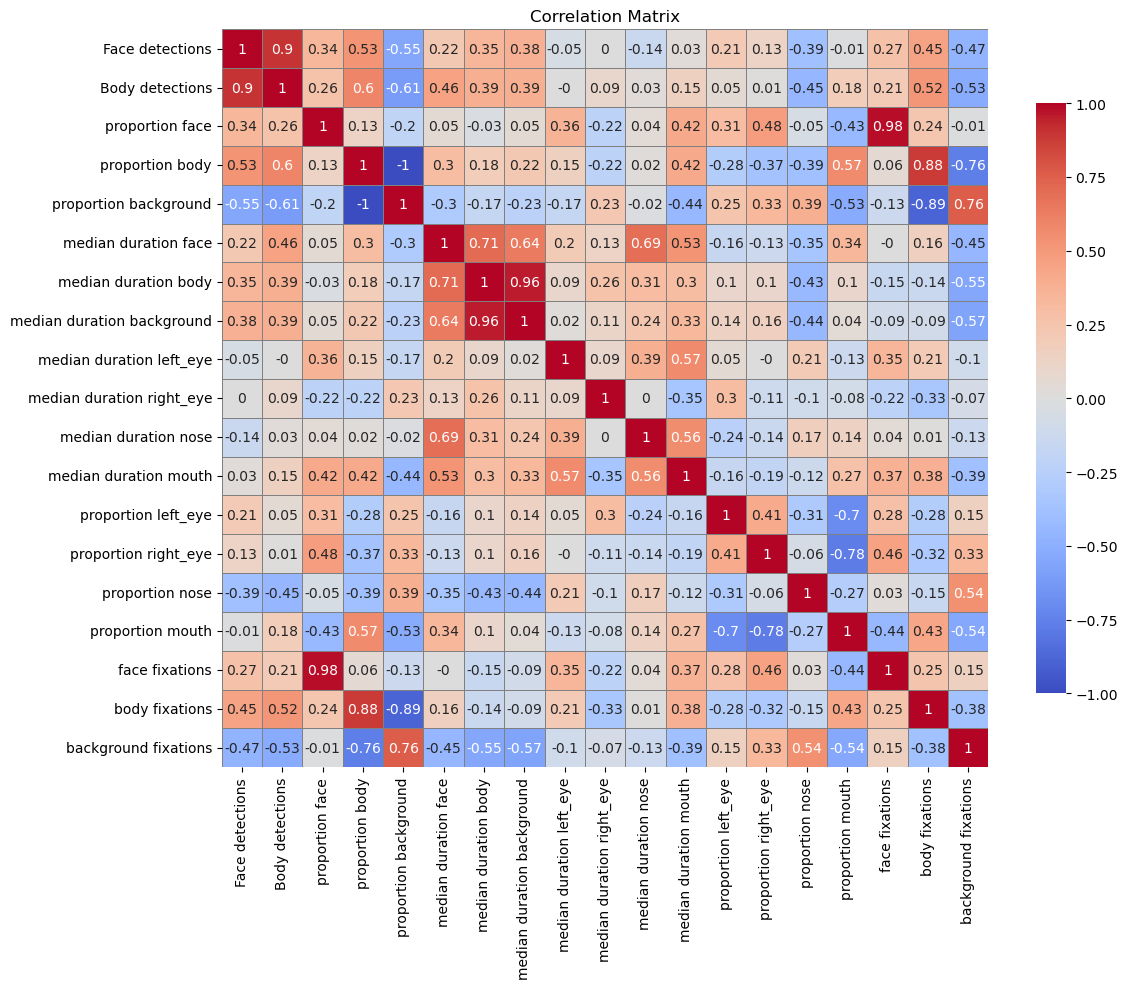 Correlation Matrix
Face detections 1 0.9 0.34 0.53 -0.55 0.22 0.35 0.38 -0.05 0 -0.14 0.03 0.21 0.13 -0.39 -0.01 0.27 0.45 -0.47
Body detections 0.9 1 0.26 0.6 -0.61 0.46 0.39 0.39 -0 0.09 0.03 0.15 0.05 0.01 -0.45 0.18 0.21 0.52 -0.53
proportion face 0.34 0.26 1 0.13 -0.2 0.05 -0.03 0.05 0.36 -0.22 0.04 0.42 0.31 0.48 -0.05 -0.43 0.98 0.24 -0.01
proportion body 0.53 0.6 0.13 1 -1 0.3 0.18 0.22 0.15 -0.22 0.02 0.42 -0.28 -0.37 -0.39 0.57 0.06 0.88 -0.76
proportion background -0.55 -0.61 -0.2 -1 1 -0.3 -0.17 -0.23 -0.17 0.23 -0.02 -0.44 0.25 0.33 0.39 -0.53 -0.13 -0.89 0.76
median duration face 0.22 0.46 0.05 0.3 -0.3 1 0.71 0.64 0.2 0.13 0.69 0.53 -0.16 -0.13 -0.35 0.34 -0 0.16 -0.45
median duration body 0.35 0.39 -0.03 0.18 -0.17 0.71 1 0.96 0.09 0.26 0.31 0.3 0.1 0.1 -0.43 0.1 -0.15 -0.14 -0.55
median duration background 0.38 0.39 0.05 0.22 -0.23 0.64 0.96 1 0.02 0.11 0.24 0.33 0.14 0.16 -0.44 0.04 -0.09 -0.09 -0.57
median duration left_eye -0.05 -0 0.36 0.15 -0.17 0.2 0.09 0.02 1 0.09 0.39 0.57 0.05 -0 0.21 -0.13 0.35 0.21 -0.1
median duration right_eye 0 0.09 -0.22 -0.22 0.23 0.13 0.26 0.11 0.09 1 0 -0.35 0.3 -0.11 -0.1 -0.08 -0.22 -0.33 -0.07
median duration nose -0.14 0.03 0.04 0.02 -0.02 0.69 0.31 0.24 0.39 0 1 0.56 -0.24 -0.14 0.17 0.14 0.04 0.01 -0.13
median duration mouth 0.03 0.15 0.42 0.42 -0.44 0.53 0.3 0.33 0.57 -0.35 0.56 1 -0.16 -0.19 -0.12 0.27 0.37 0.38 -0.39
proportion left_eye 0.21 0.05 0.31 -0.28 0.25 -0.16 0.1 0.14 0.05 0.3 -0.24 -0.16 1 0.41 -0.31 -0.7 0.28 -0.28 0.15
proportion right_eye 0.13 0.01 0.48 -0.37 0.33 -0.13 0.1 0.16 -0 -0.11 -0.14 -0.19 0.41 1 -0.06 -0.78 0.46 -0.32 0.33
proportion nose -0.39 -0.45 -0.05 -0.39 0.39 -0.35 -0.43 -0.44 0.21 -0.1 0.17 -0.12 -0.31 -0.06 1 -0.27 0.03 -0.15 0.54
proportion mouth -0.01 0.18 -0.43 0.57 -0.53 0.34 0.1 0.04 -0.13 -0.08 0.14 0.27 -0.7 -0.78 -0.27 1 -0.44 0.43 -0.54
face fixations 0.27 0.21 0.98 0.06 -0.13 -0 -0.15 -0.09 0.35 -0.22 0.04 0.37 0.28 0.46 0.03 -0.44 1 0.25 0.15
body fixations 0.45 0.52 0.24 0.88 -0.89 0.16 -0.14 -0.09 0.21 -0.33 0.01 0.38 -0.28 -0.32 -0.15 0.43 0.25 1 -0.38
background fixations -0.47 -0.53 -0.01 -0.76 0.76 -0.45 -0.55 -0.57 -0.1 -0.07 -0.13 -0.39 0.15 0.33 0.54 -0.54 0.15 -0.38 1
Face detections
Body detections
proportion face
proportion body
proportion background
median duration face
median duration body
median duration background
median duration left_eye
median duration right_eye
median duration nose
median duration mouth
proportion left_eye
proportion right_eye
proportion nose
proportion mouth
face fixations
body fixations
background fixations
1.00
0.75
0.50
0.25
0.00
−0.25
−0.50
−0.75
−1.00